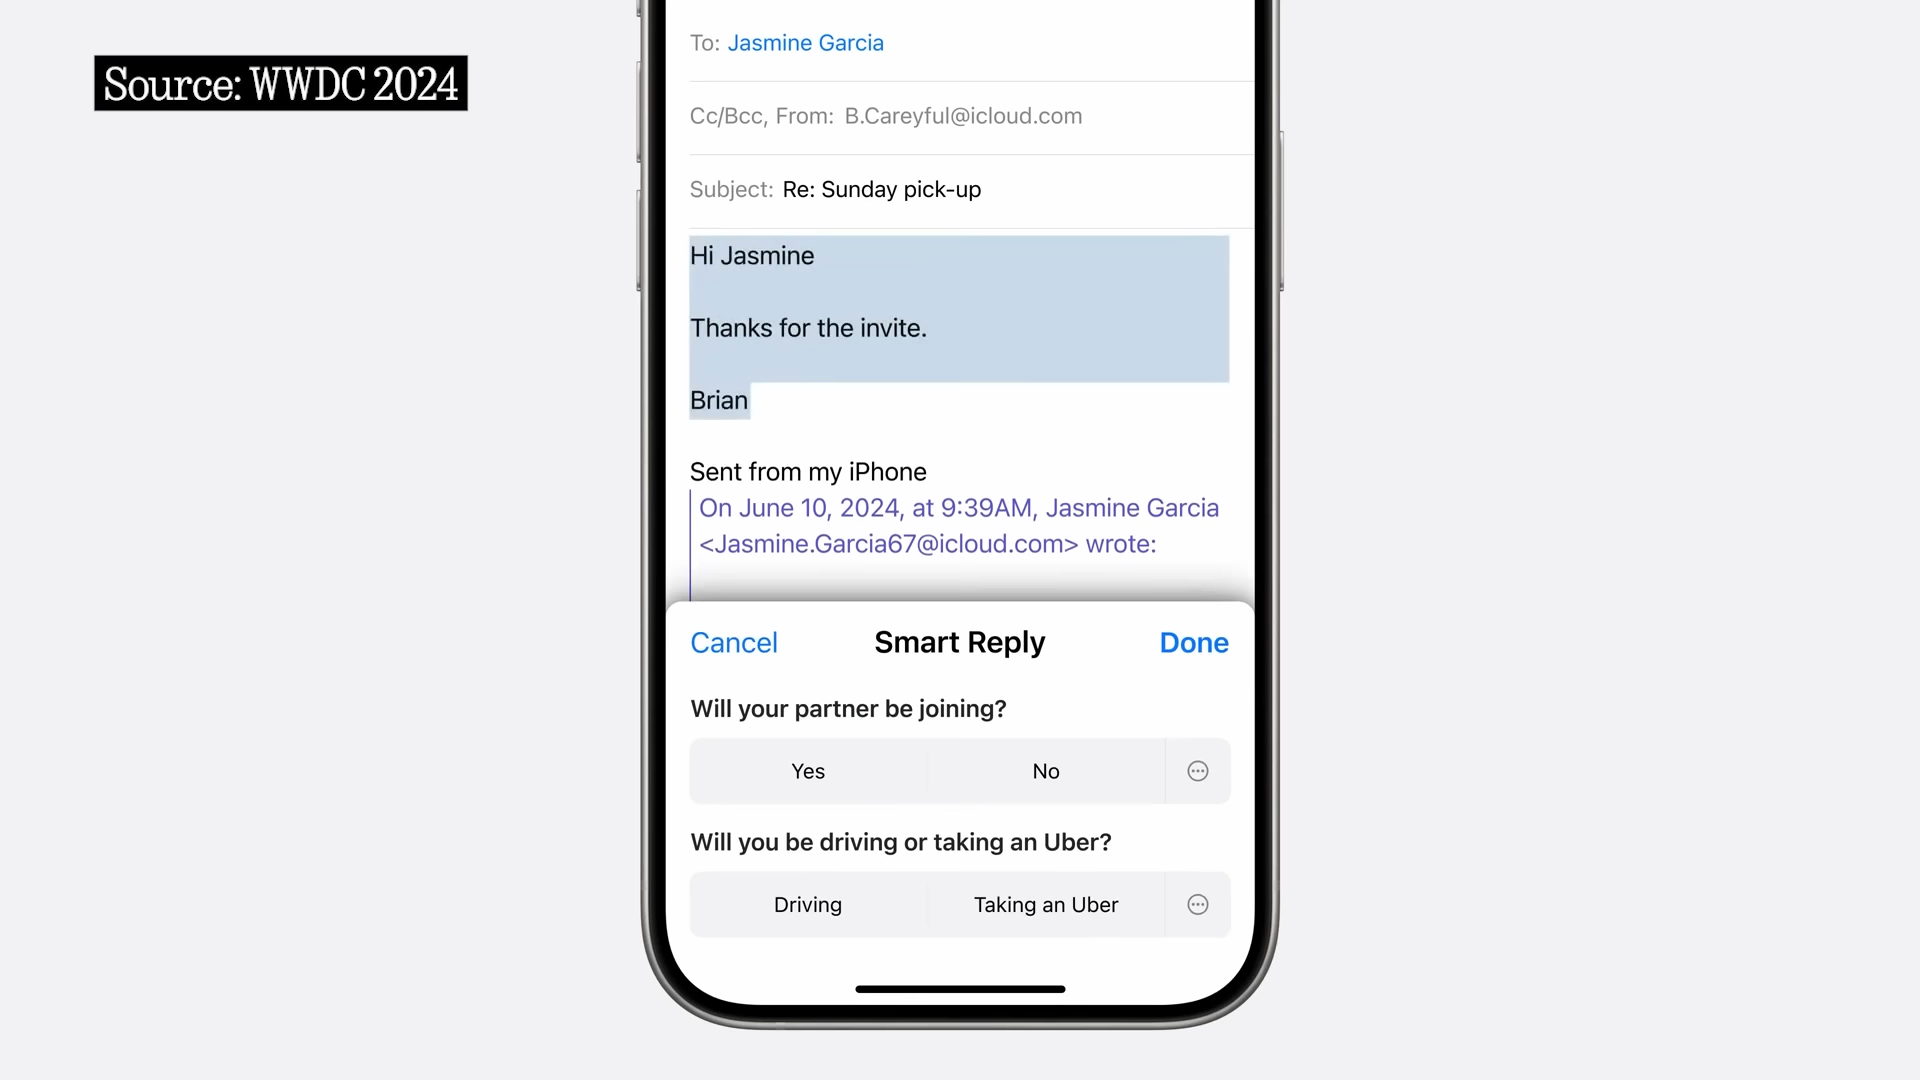 Source: WWDC 2024
To: Jasmine Garcia
Cc/Bcc, From: B.Careyful@icloud.com
Subject: Re: Sunday pick-up
Hi Jasmine
Thanks for the invite.
Brian
Sent from my iPhone
On June 10, 2024, at 9:39AM, Jasmine Garcia
<Jasmine.Garcia67@icloud.com> wrote:
Cancel Smart Reply Done
Will your partner be joining?
Yes No
Will you be driving or taking an Uber?
Driving Taking an Uber